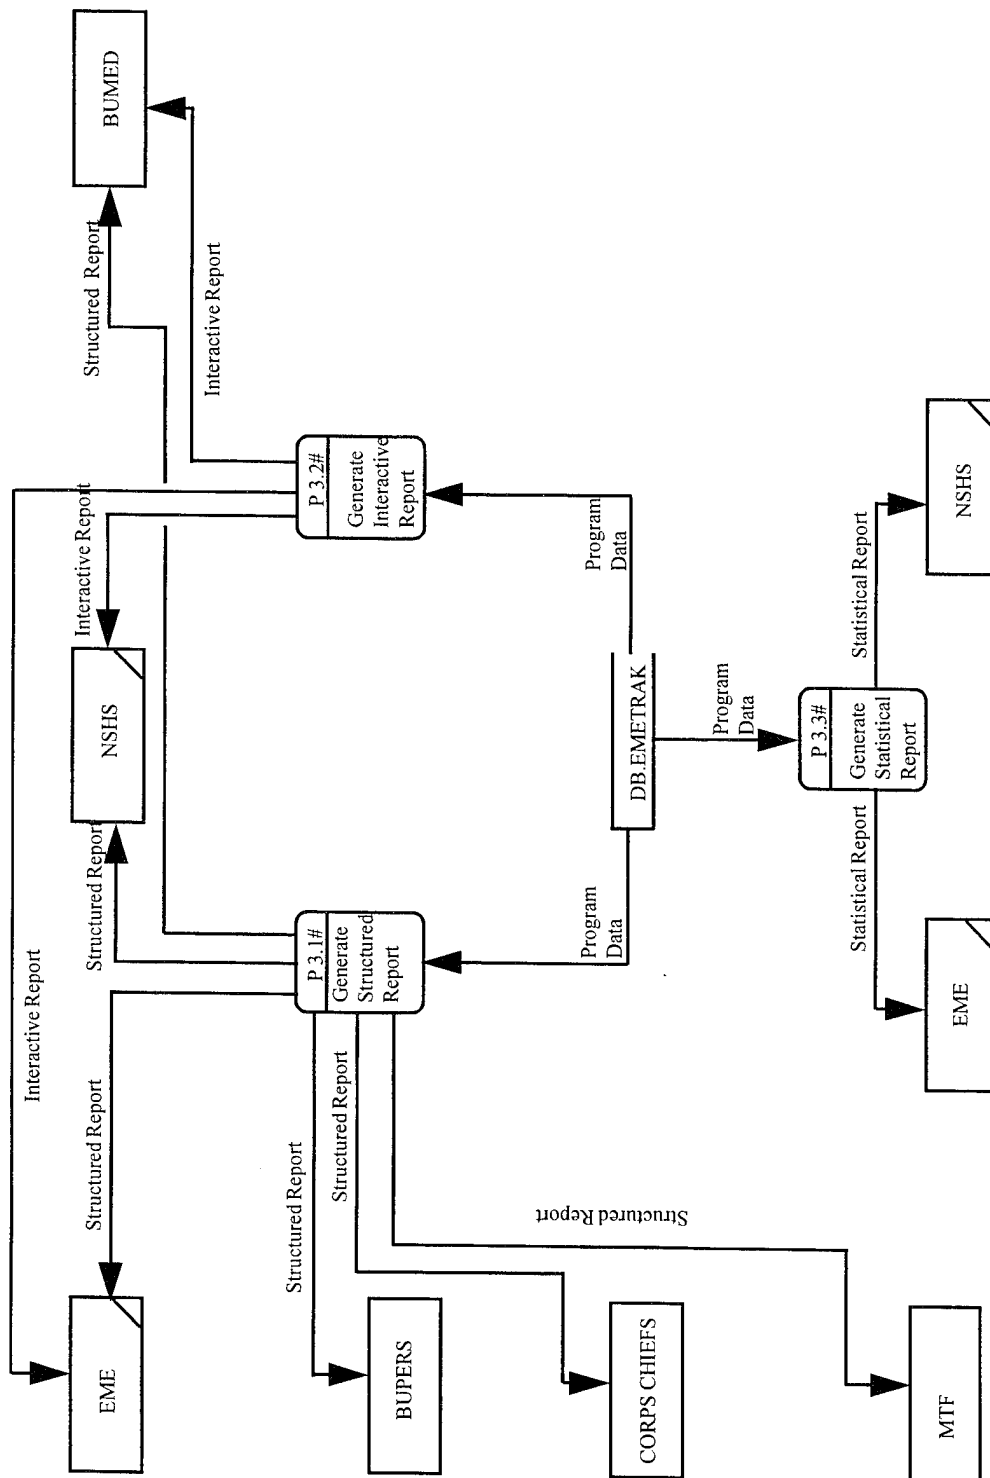 Interactive Report
EME
Structured Report
Structured Report
NSHS
Interactive Report
Structured Report
BUMED
Interactive Report
Structured Report
P 3.1#
Generate
Structured
Report
P 3.2#
Generate
Interactive
Report
Structured Report
BUPERS
Structured Report
Program
Data
Program
Data
CORPS CHIEFS
DB.EMETRAK
Program
Data
P 3.3#
Generate
Statistical
Report
Statistical Report
Statistical Report
MTF
EME
NSHS